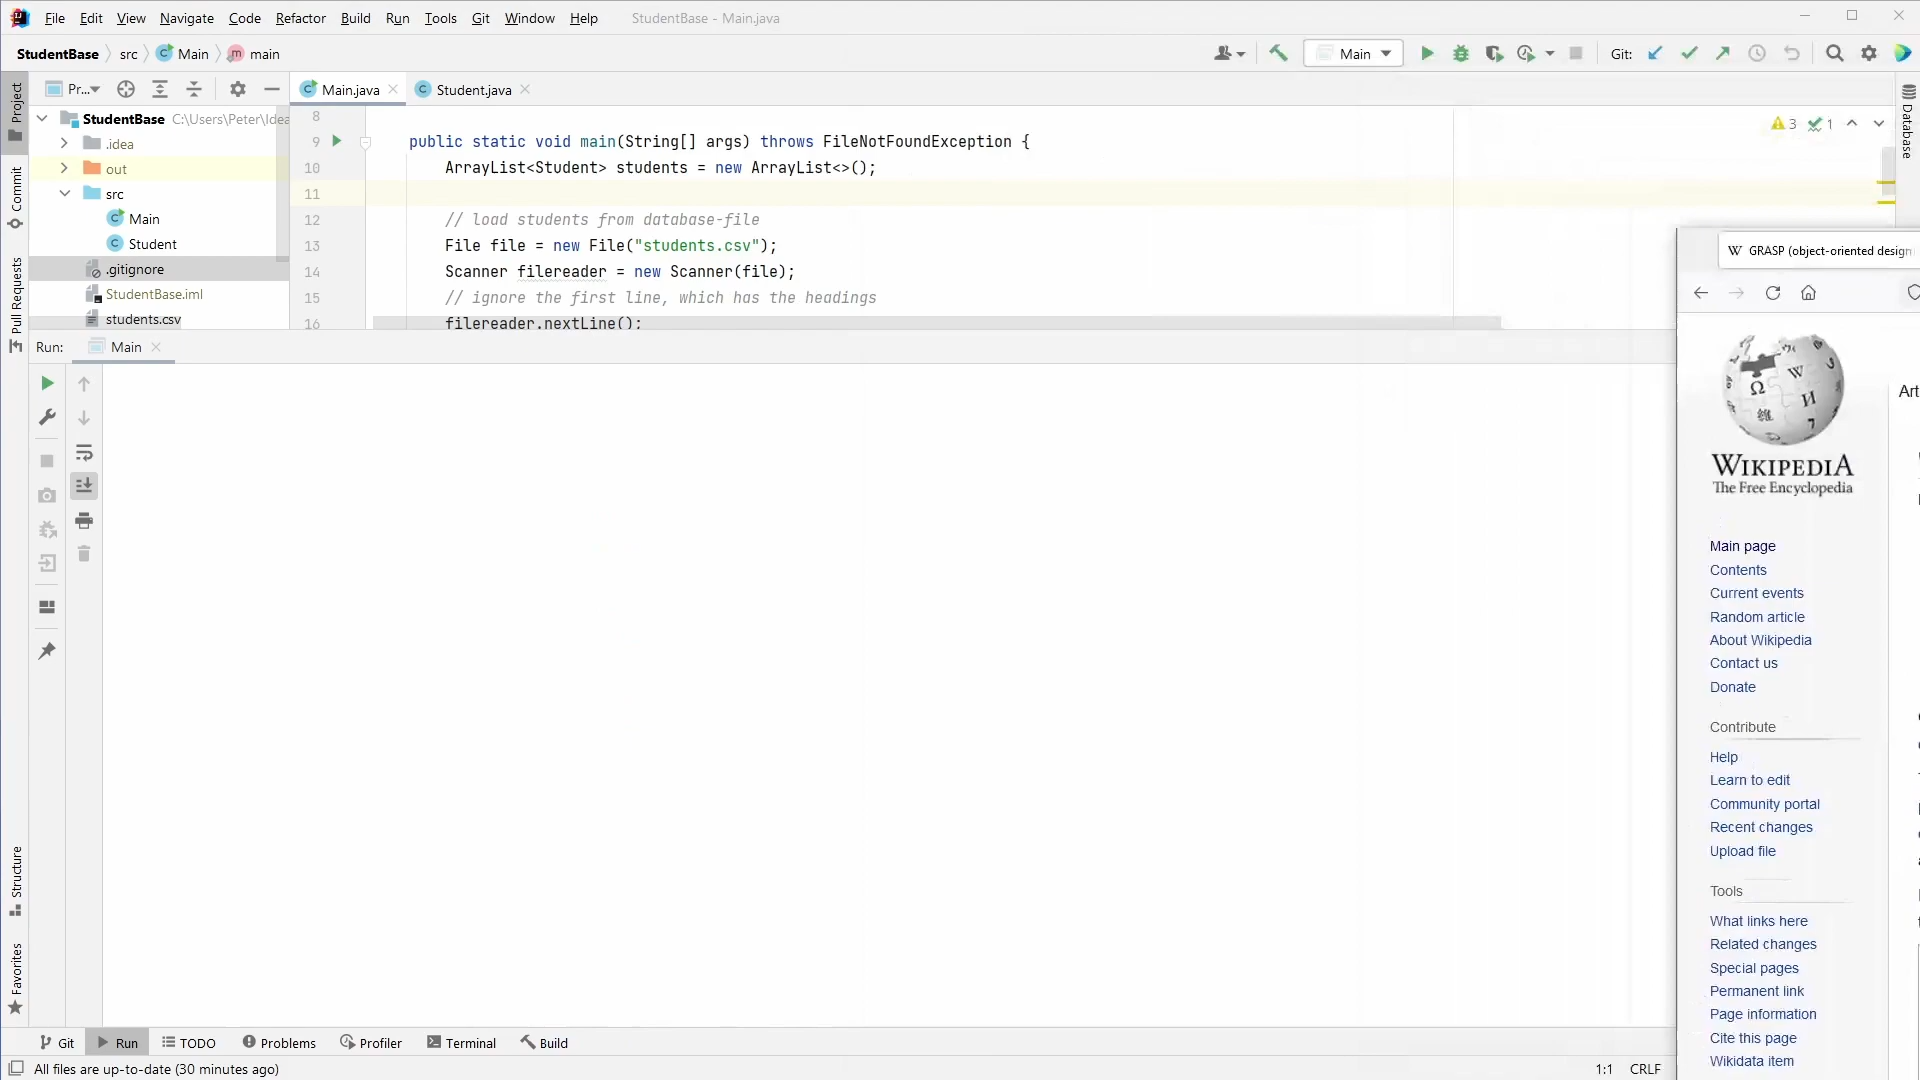 File Edit View Navigate Code Refactor Build Run Tools Git Window Help StudentBase - Main.java
StudentBase src Main main Main Git:
Pr... Main.java Student.java
Project
Commit
Pull Requests
Structure
Favorites
Database
StudentBase C:\Users\Peter\Idea
.idea
out
src
Main
Student
.gitignore
StudentBase.iml
students.csv
8
9 public static void main(String[] args) throws FileNotFoundException {
10 ArrayList<Student> students = new ArrayList<>();
11
12 // load students from database-file
13 File file = new File("students.csv");
14 Scanner filereader = new Scanner(file);
15 // ignore the first line, which has the headings
16 filereader.nextLine();
3 1
Run: Main
W GRASP (object-oriented design
Art
WIKIPEDIA
The Free Encyclopedia
Main page
Contents
Current events
Random article
About Wikipedia
Contact us
Donate
Contribute
Help
Learn to edit
Community portal
Recent changes
Upload file
Tools
What links here
Related changes
Special pages
Permanent link
Page information
Cite this page
Wikidata item
Git Run TODO Problems Profiler Terminal Build
All files are up-to-date (30 minutes ago) 1:1 CRLF